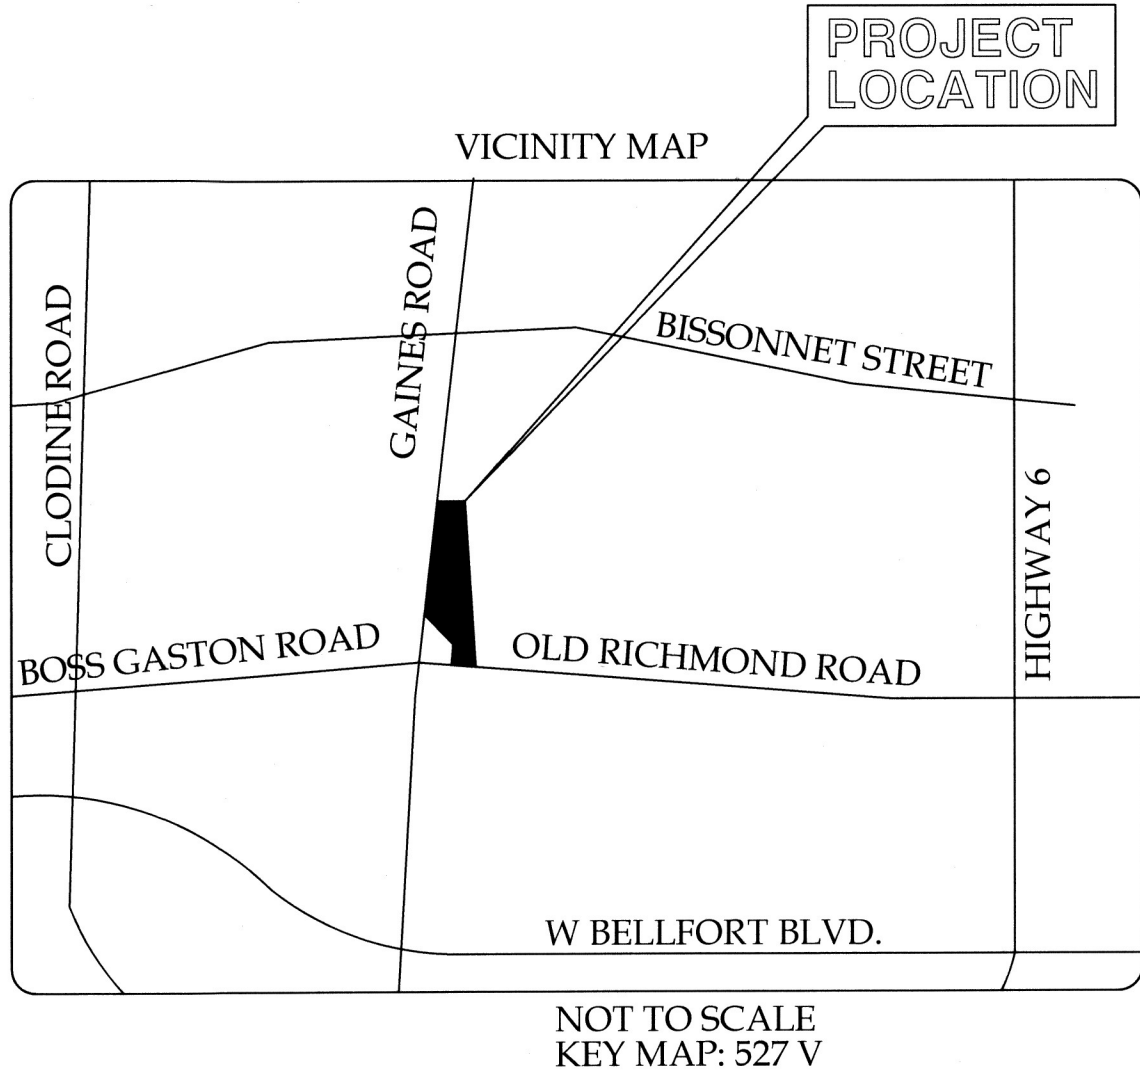 PROJECT
LOCATION
VICINITY MAP
CLODINE ROAD
GAINES ROAD
BISSONNET STREET
HIGHWAY 6
BOSS GASTON ROAD
OLD RICHMOND ROAD
W BELLFORT BLVD.
NOT TO SCALE
KEY MAP: 527 V